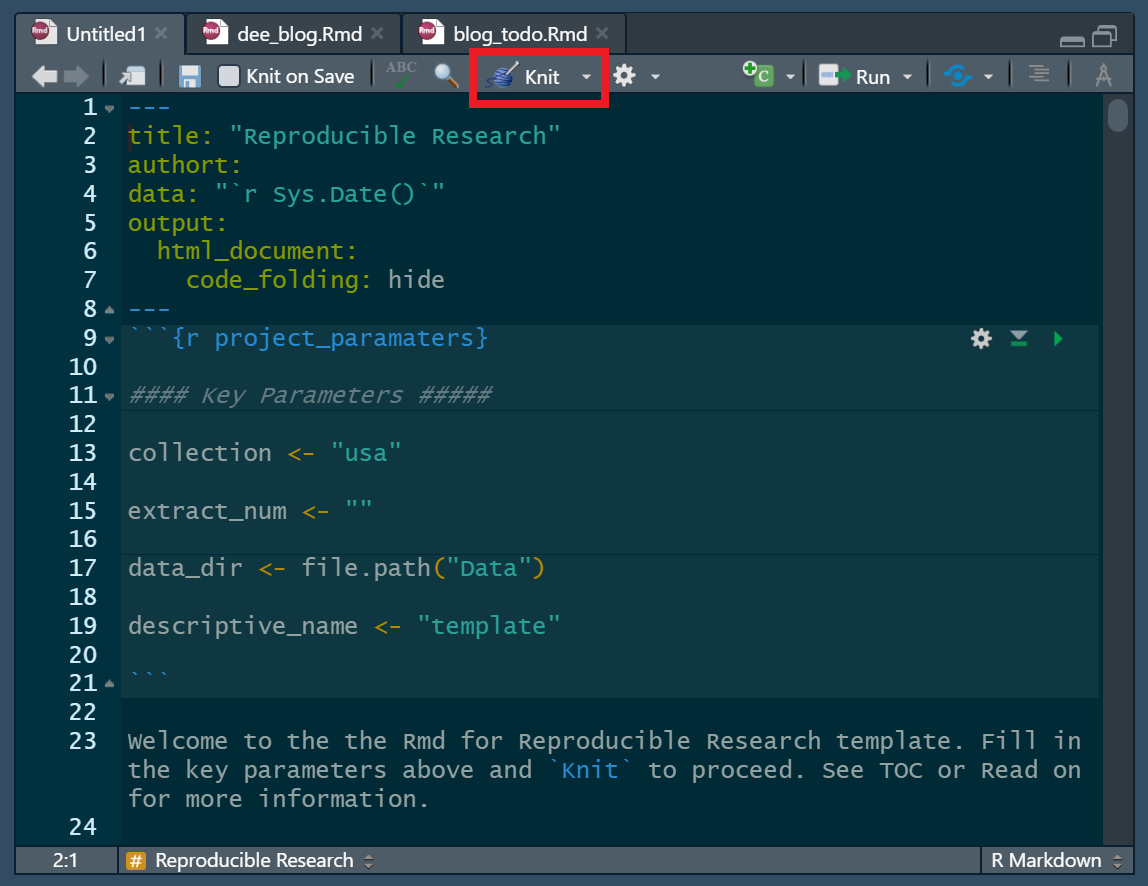 Rmd Untitled1 × Rmd dee_blog.Rmd × Rmd blog_todo.Rmd ×
Knit on Save ABC Knit C Run
1 ---
2 title: "Reproducible Research"
3 authort:
4 data: "`r Sys.Date()`"
5 output:
6   html_document:
7     code_folding: hide
8 ---
9 ```{r project_paramaters}
10
11 #### Key Parameters #####
12
13 collection <- "usa"
14
15 extract_num <- ""
16
17 data_dir <- file.path("Data")
18
19 descriptive_name <- "template"
20
21 ```
22
23 Welcome to the the Rmd for Reproducible Research template. Fill in
the key parameters above and `Knit` to proceed. See TOC or Read on
for more information.
24
2:1 # Reproducible Research R Markdown